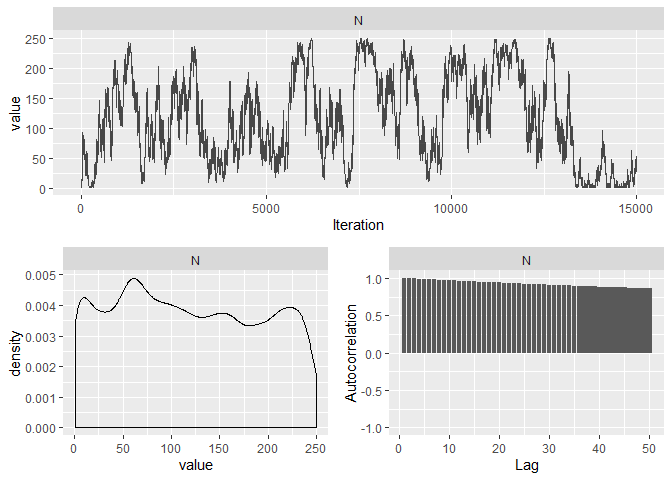 N
value
250
200
150
100
50
0
0 5000 10000 15000
Iteration
N
density
0.005
0.004
0.003
0.002
0.001
0.000
0 50 100 150 200 250
value
N
Autocorrelation
1.0
0.5
0.0
-0.5
-1.0
0 10 20 30 40 50
Lag